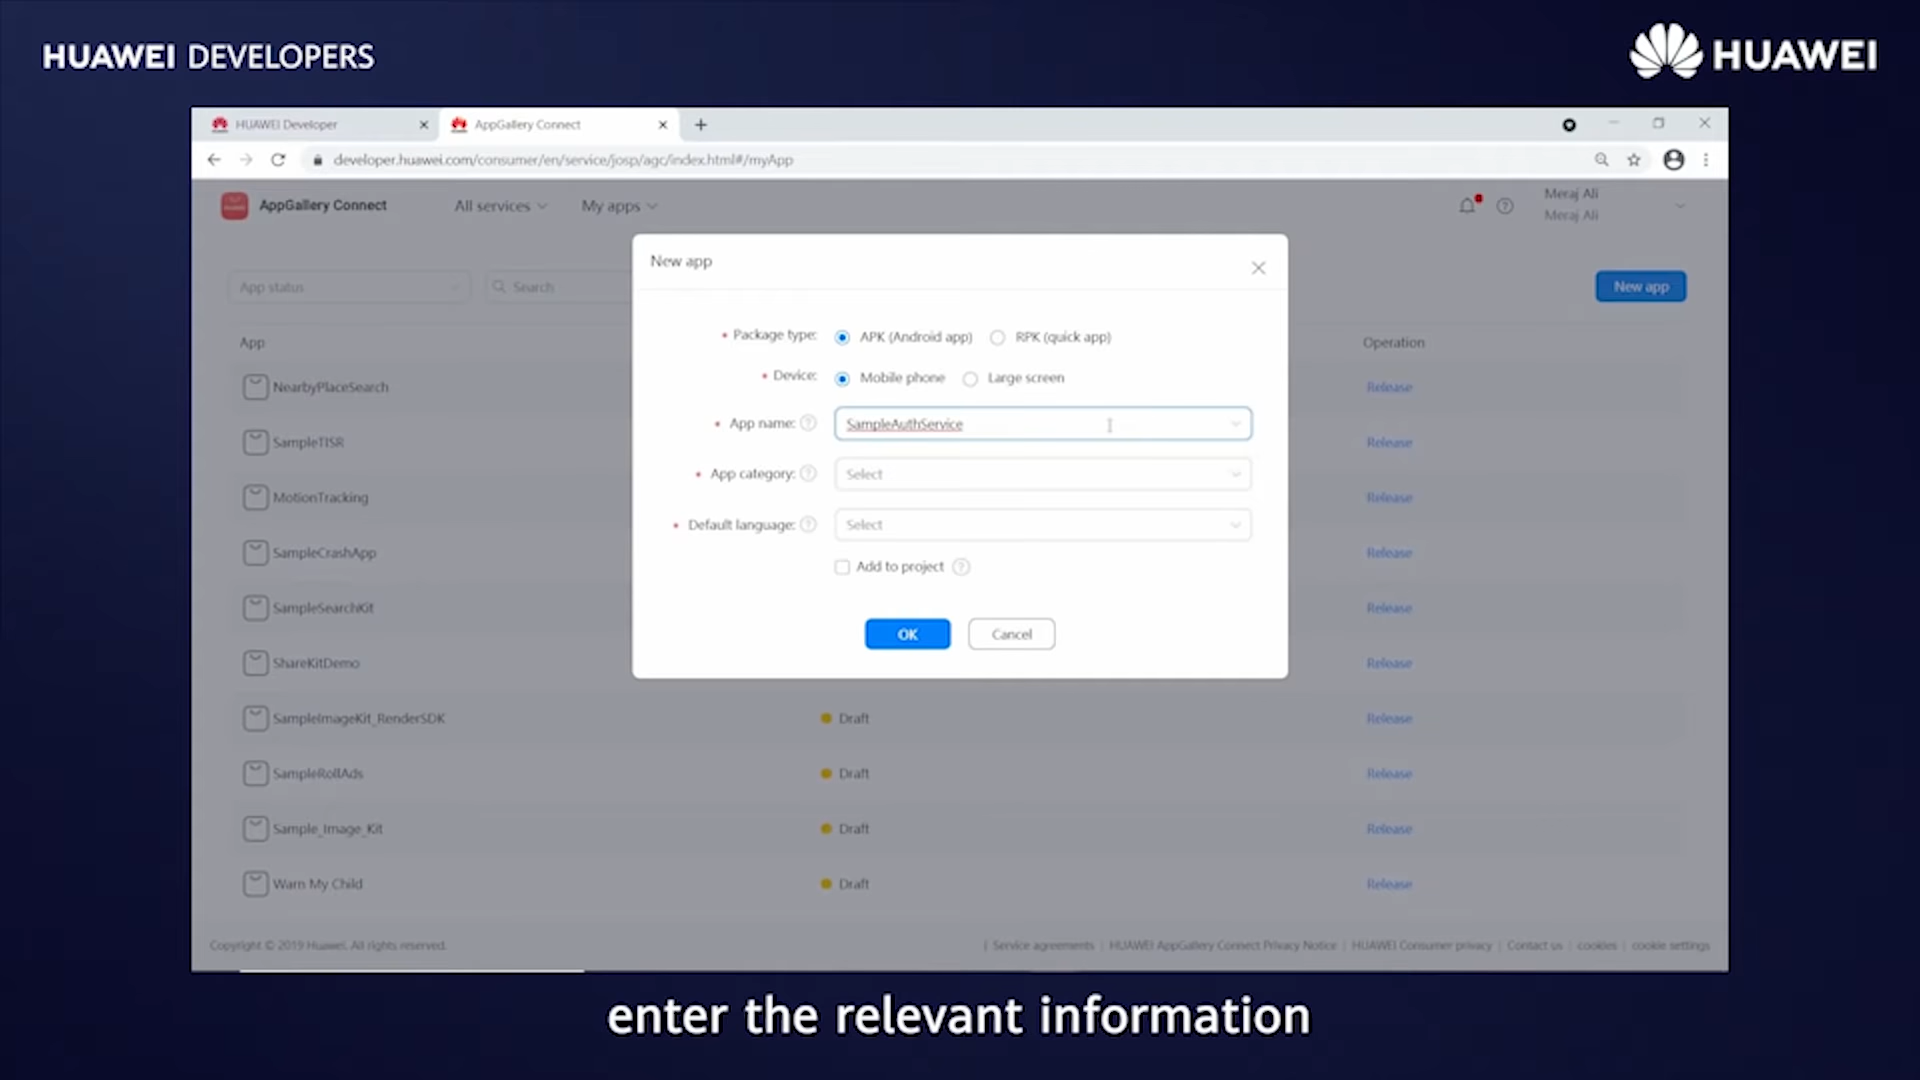 HUAWEI DEVELOPERS
HUAWEI
HUAWEI Developer
AppGallery Connect
developer.huawei.com/consumer/en/service/josp/agc/index.html#/myApp
AppGallery Connect
All services
My apps
Meraj Ali
Meraj Ali
App status
Search
New app
App
Operation
NearbyPlaceSearch
Release
SampleTISR
Release
MotionTracking
Release
SampleCrashApp
Release
SampleSearchKit
Release
ShareKitDemo
Release
SampleImageKit_RenderSDK
Draft
Release
SampleRollAds
Draft
Release
Sample_Image_Kit
Draft
Release
Warn My Child
Draft
Release
New app
* Package type:
APK (Android app)
RPK (quick app)
* Device:
Mobile phone
Large screen
* App name:
SampleAuthService
* App category:
Select
* Default language:
Select
Add to project
OK
Cancel
Copyright © 2019 Huawei. All rights reserved.
| Service agreements | HUAWEI AppGallery Connect Privacy Notice | HUAWEI Consumer privacy | Contact us | cookies | cookie settings
enter the relevant information